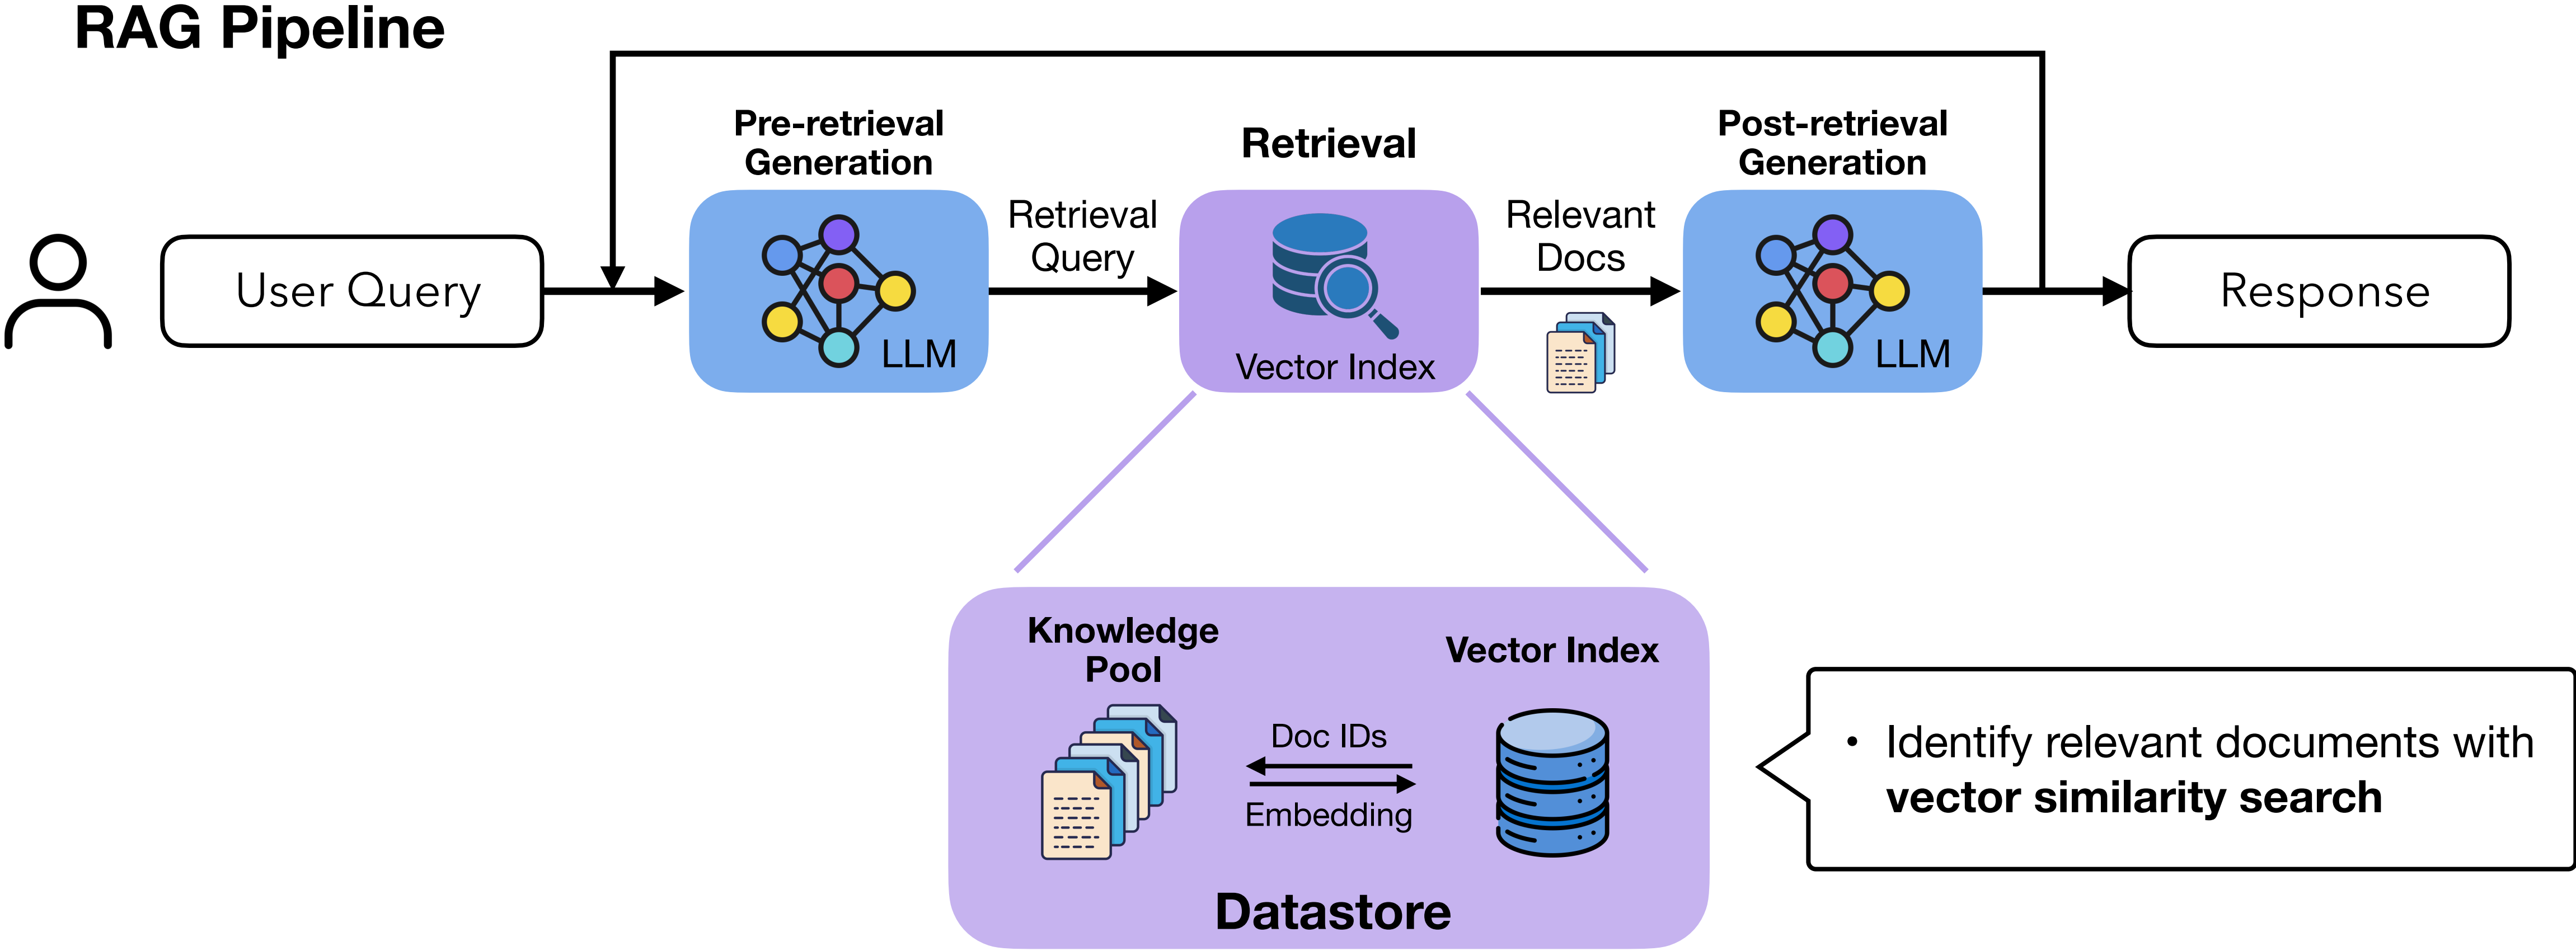 RAG Pipeline
Pre-retrieval
Generation
Retrieval
Post-retrieval
Generation
User Query
LLM
Retrieval
Query
Vector Index
Relevant
Docs
LLM
Response
Knowledge
Pool
Vector Index
Doc IDs
Embedding
Datastore
• Identify relevant documents with
vector similarity search